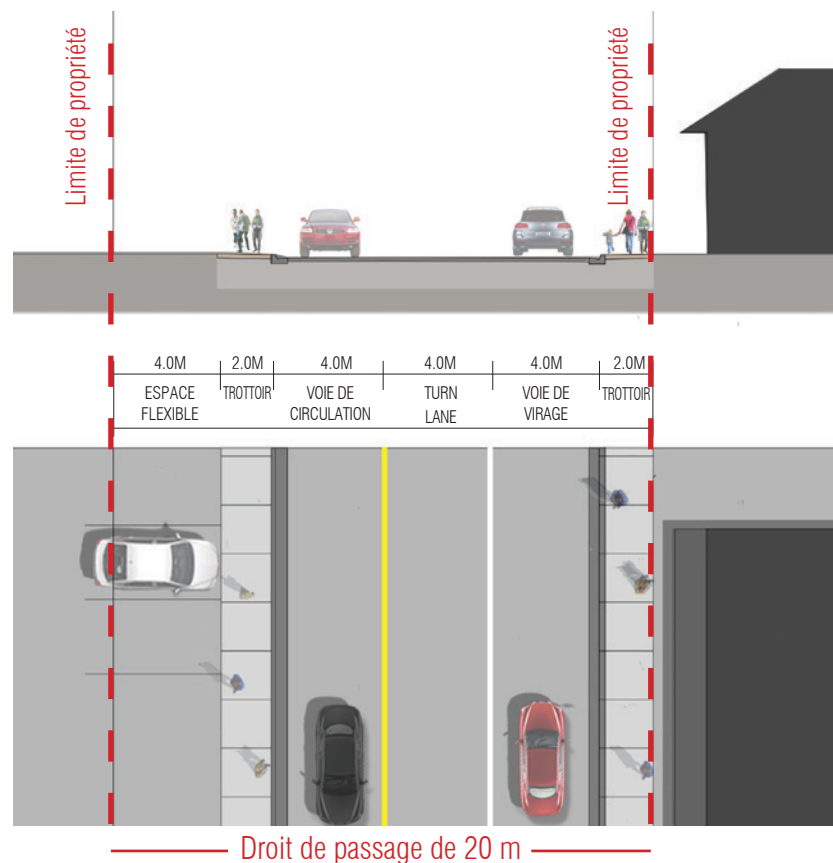 Limite de propriété
Limite de propriété
4.0M 2.0M 4.0M 4.0M 4.0M 2.0M
ESPACE FLEXIBLE
TROTTOIR
VOIE DE CIRCULATION
TURN LANE
VOIE DE VIRAGE
TROTTOIR
Droit de passage de 20 m